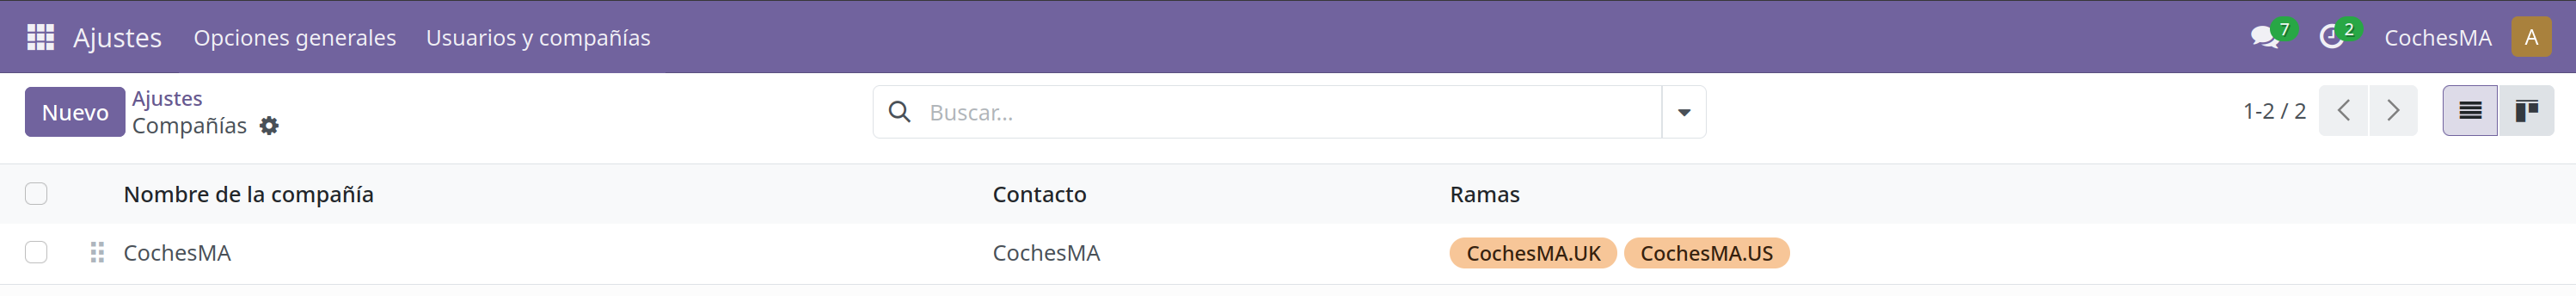 Ajustes Opciones generales Usuarios y compañías 7 2 CochesMA A
Nuevo Ajustes Buscar... 1-2 / 2
Compañías
Nombre de la compañía Contacto Ramas
CochesMA CochesMA CochesMA.UK CochesMA.US